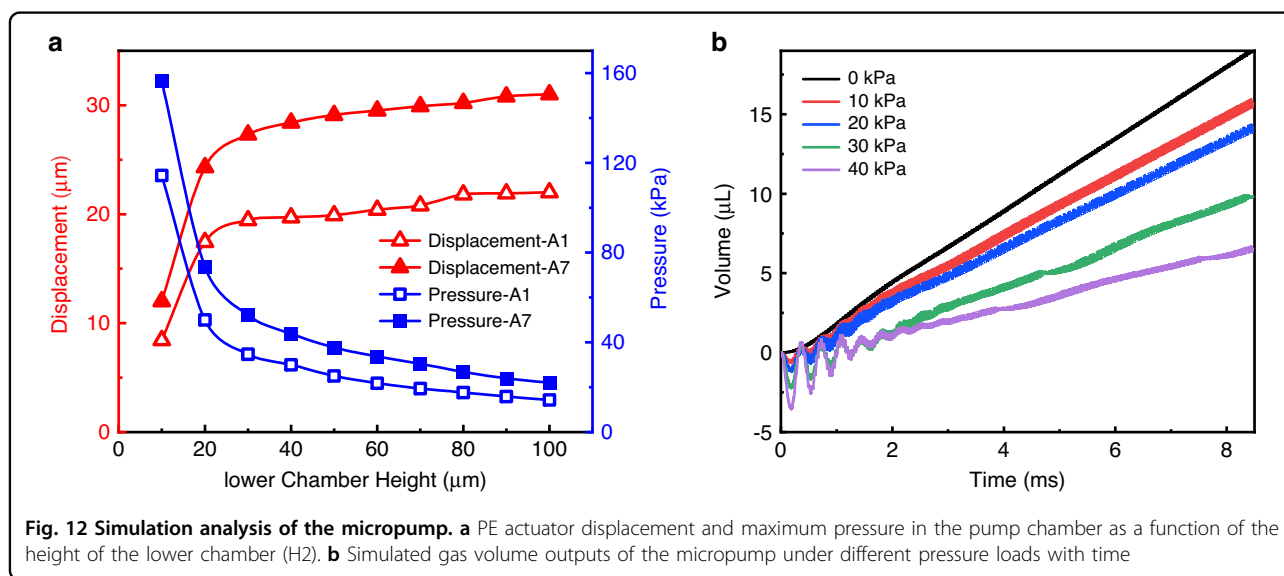 a
Displacement (μm)
30
20
10
0
0 20 40 60 80 100
lower Chamber Height (μm)
160
120
80
40
0
Pressure (kPa)
Displacement-A1
Displacement-A7
Pressure-A1
Pressure-A7
b
Volume (μL)
15
10
5
0
-5
0 2 4 6 8
Time (ms)
0 kPa
10 kPa
20 kPa
30 kPa
40 kPa
Fig. 12 Simulation analysis of the micropump. a PE actuator displacement and maximum pressure in the pump chamber as a function of the
height of the lower chamber (H2). b Simulated gas volume outputs of the micropump under different pressure loads with time